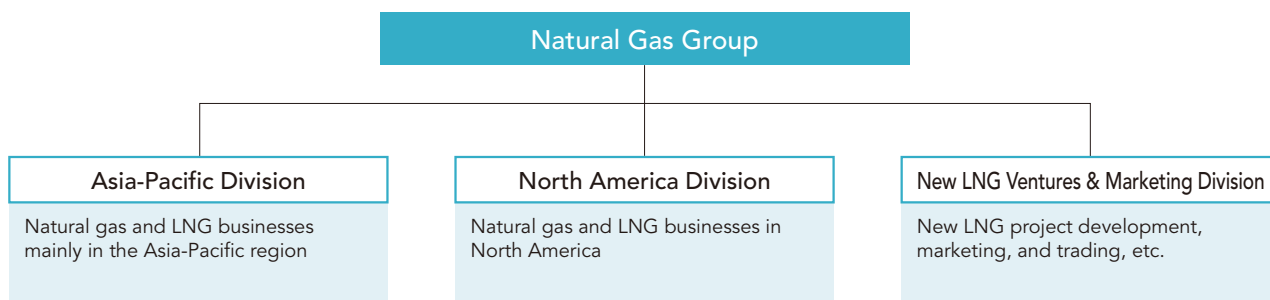 Natural Gas Group
Asia-Pacific Division
Natural gas and LNG businesses
mainly in the Asia-Pacific region
North America Division
Natural gas and LNG businesses in
North America
New LNG Ventures & Marketing Division
New LNG project development,
marketing, and trading, etc.